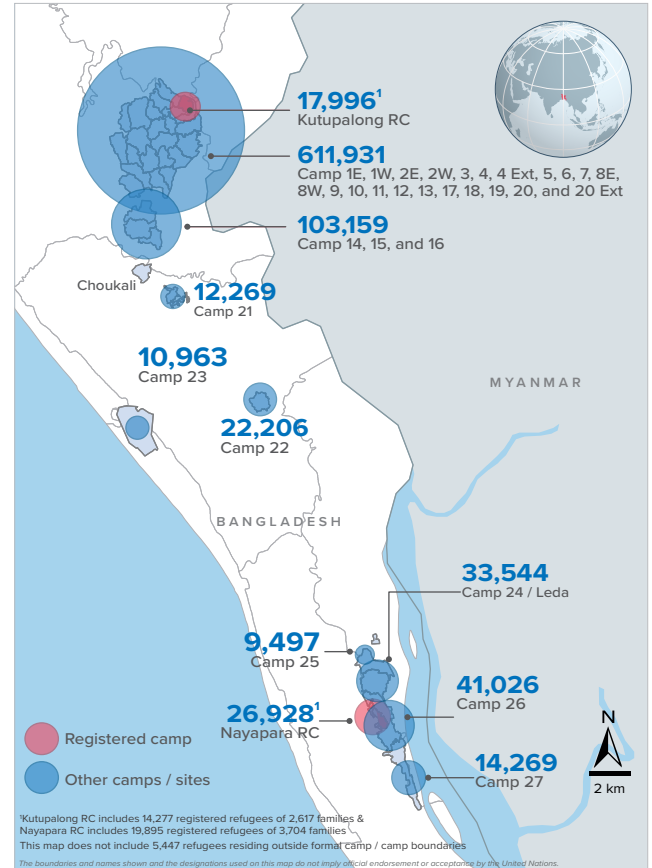 17,996¹
Kutupalong RC
611,931
Camp 1E, 1W, 2E, 2W, 3, 4, 4 Ext, 5, 6, 7, 8E,
8W, 9, 10, 11, 12, 13, 17, 18, 19, 20, and 20 Ext
103,159
Camp 14, 15, and 16
Choukali
12,269
Camp 21
10,963
Camp 23
MYANMAR
22,206
Camp 22
BANGLADESH
33,544
Camp 24 / Leda
9,497
Camp 25
41,026
Camp 26
26,928¹
Nayapara RC
N
Registered camp
14,269
Camp 27
Other camps / sites
2 km
¹Kutupalong RC includes 14,277 registered refugees of 2,617 families &
Nayapara RC includes 19,895 registered refugees of 3,704 families
This map does not include 5,447 refugees residing outside formal camp / camp boundaries
The boundaries and names shown and the designations used on this map do not imply official endorsement or acceptance by the United Nations.